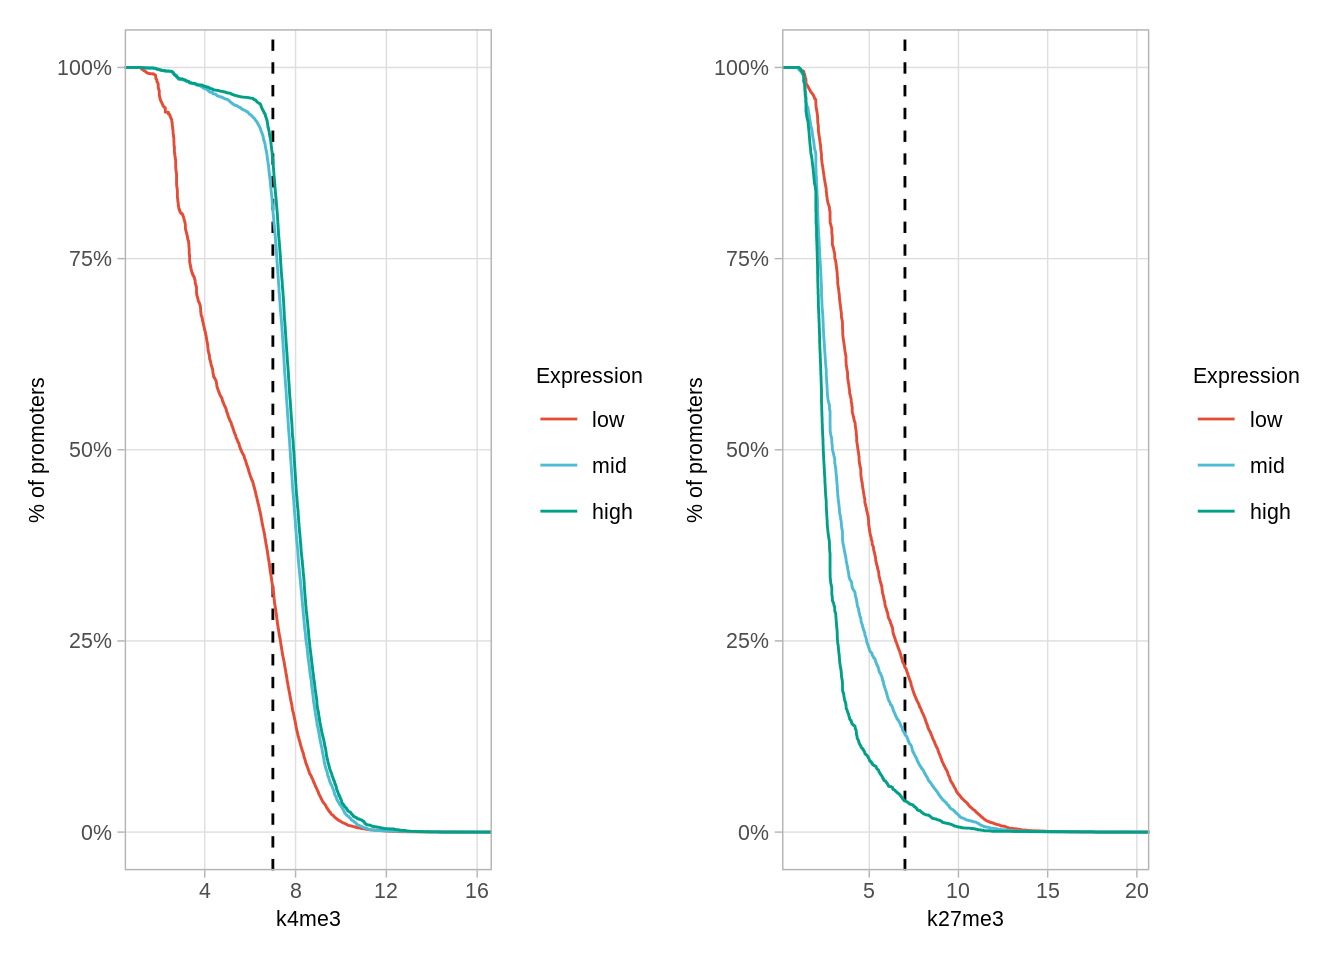 100%
75%
50%
25%
0%
% of promoters
4 8 12 16
k4me3
Expression
low
mid
high
100%
75%
50%
25%
0%
% of promoters
5 10 15 20
k27me3
Expression
low
mid
high